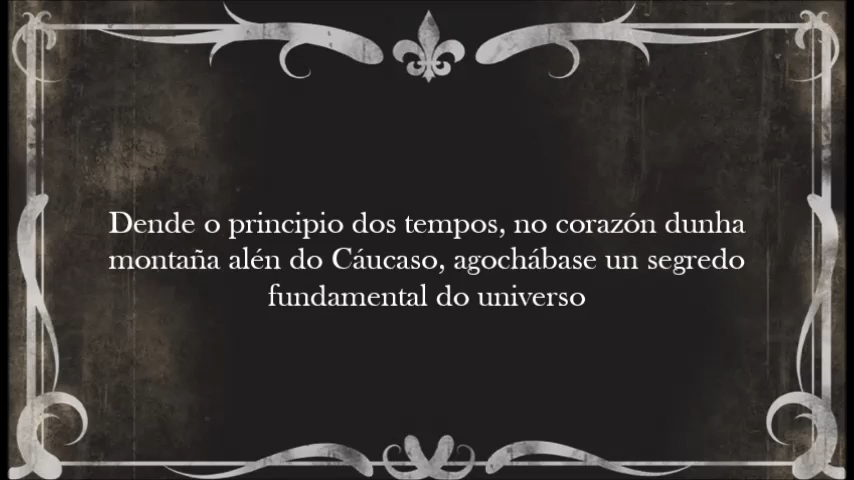 Dende o principio dos tempos, no corazón dunha
montaña alén do Cáucaso, agochábase un segredo
fundamental do universo